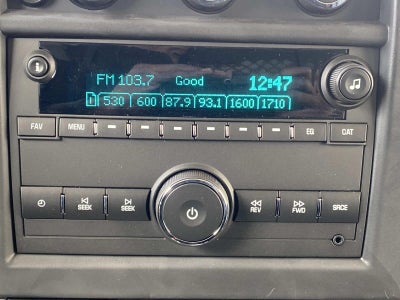 FM 103.7 Good 12:47
1 530 600 87.9 93.1 1600 1710
FAV MENU EQ CAT
SEEK SEEK REV FWD SRCE